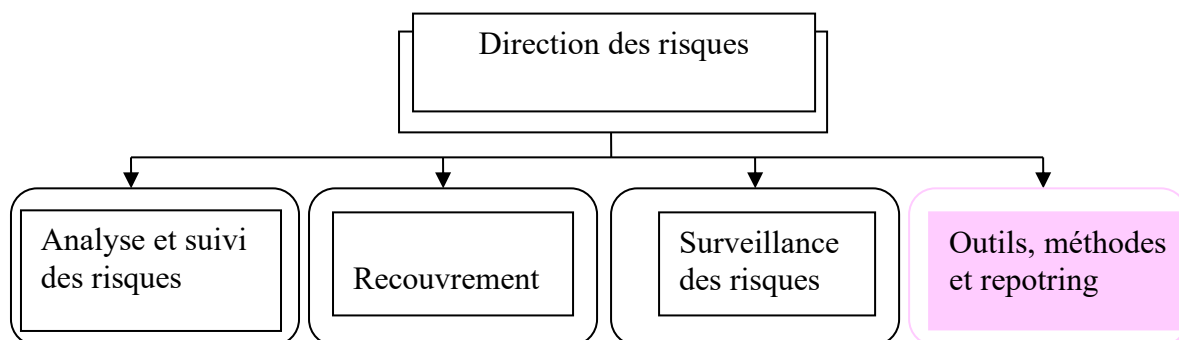 Direction des risques
Analyse et suivi
des risques
Recouvrement
Surveillance
des risques
Outils, méthodes
et repotring